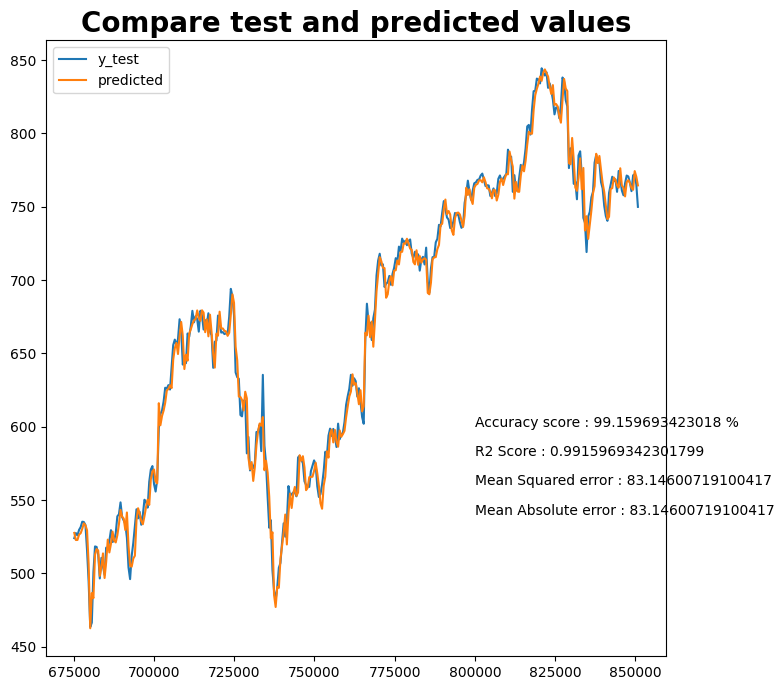 Compare test and predicted values
y_test
predicted
850
800
750
700
650
600
550
500
450
Accuracy score : 99.159693423018 %
R2 Score : 0.9915969342301799
Mean Squared error : 83.14600719100417
Mean Absolute error : 83.14600719100417
675000 700000 725000 750000 775000 800000 825000 850000